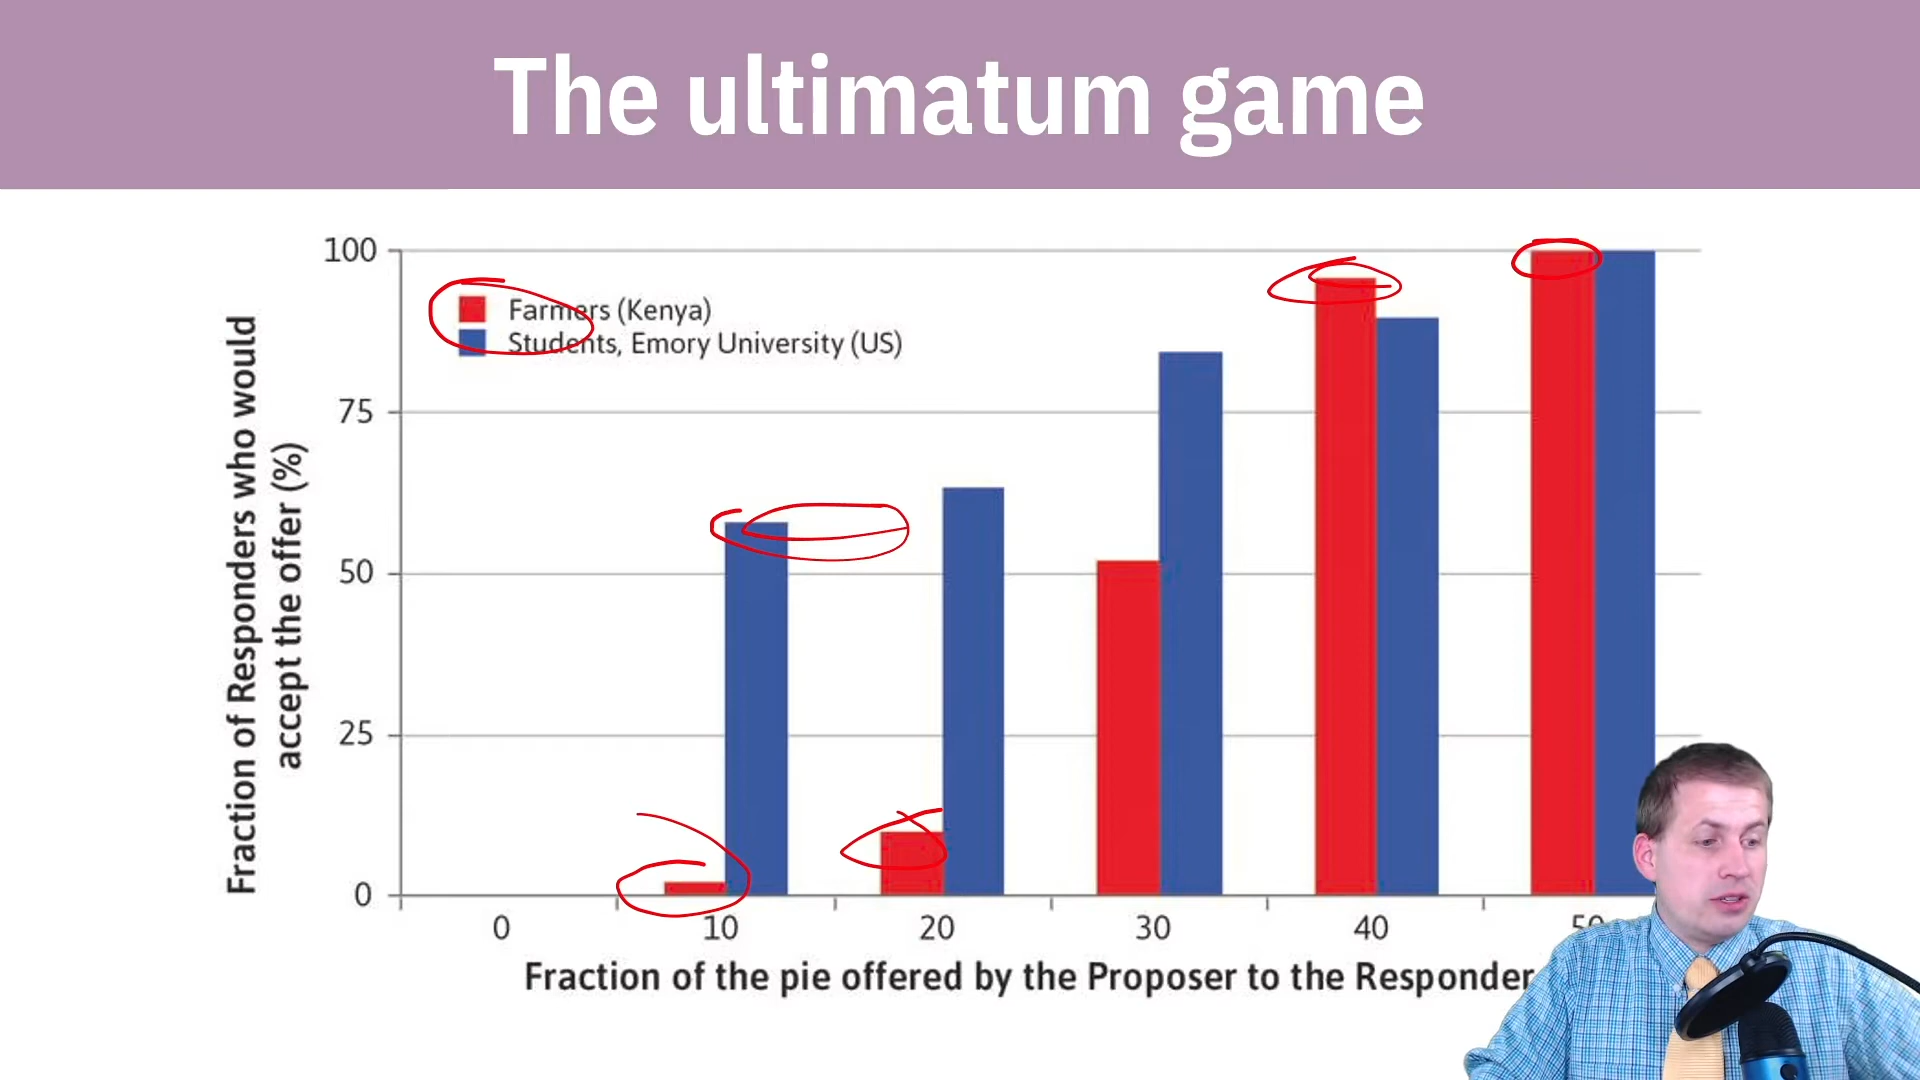 The ultimatum game
100
Farmers (Kenya)
Students, Emory University (US)
75
50
25
0
Fraction of Responders who would
accept the offer (%)
0 10 20 30 40
Fraction of the pie offered by the Proposer to the Responder